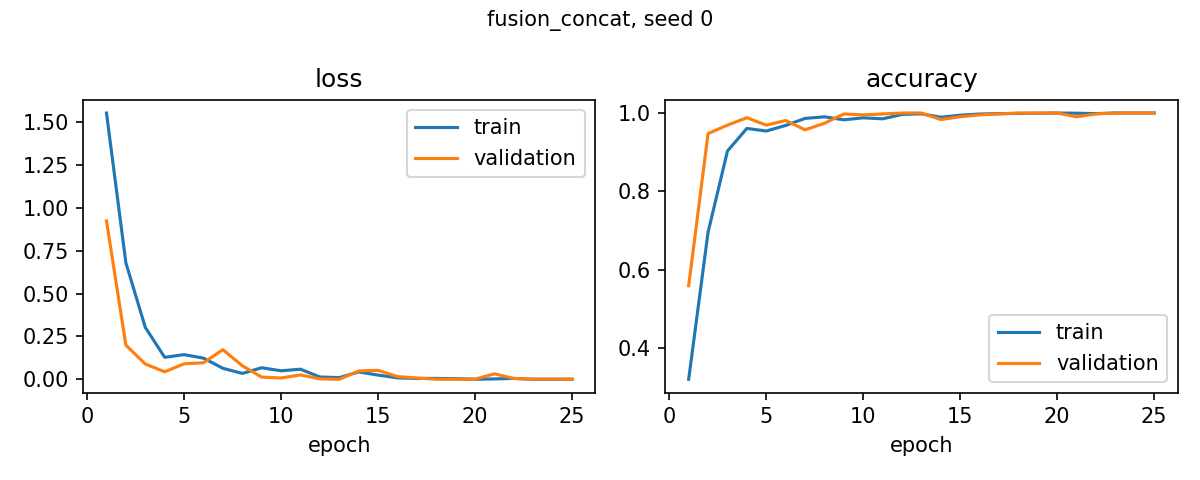 fusion_concat, seed 0
loss
1.50
1.25
1.00
0.75
0.50
0.25
0.00
0 5 10 15 20 25
epoch
train
validation
accuracy
1.0
0.8
0.6
0.4
0 5 10 15 20 25
epoch
train
validation